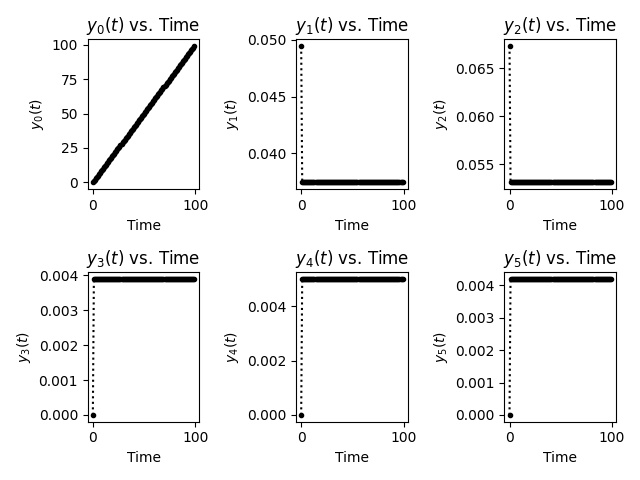 y₀(t) vs. Time
100
75
50
25
0
y₀(t)
0 100
Time
y₁(t) vs. Time
0.050
0.045
0.040
y₁(t)
0 100
Time
y₂(t) vs. Time
0.065
0.060
0.055
y₂(t)
0 100
Time
y₃(t) vs. Time
0.004
0.003
0.002
0.001
0.000
y₃(t)
0 100
Time
y₄(t) vs. Time
0.004
0.002
0.000
y₄(t)
0 100
Time
y₅(t) vs. Time
0.004
0.003
0.002
0.001
0.000
y₅(t)
0 100
Time